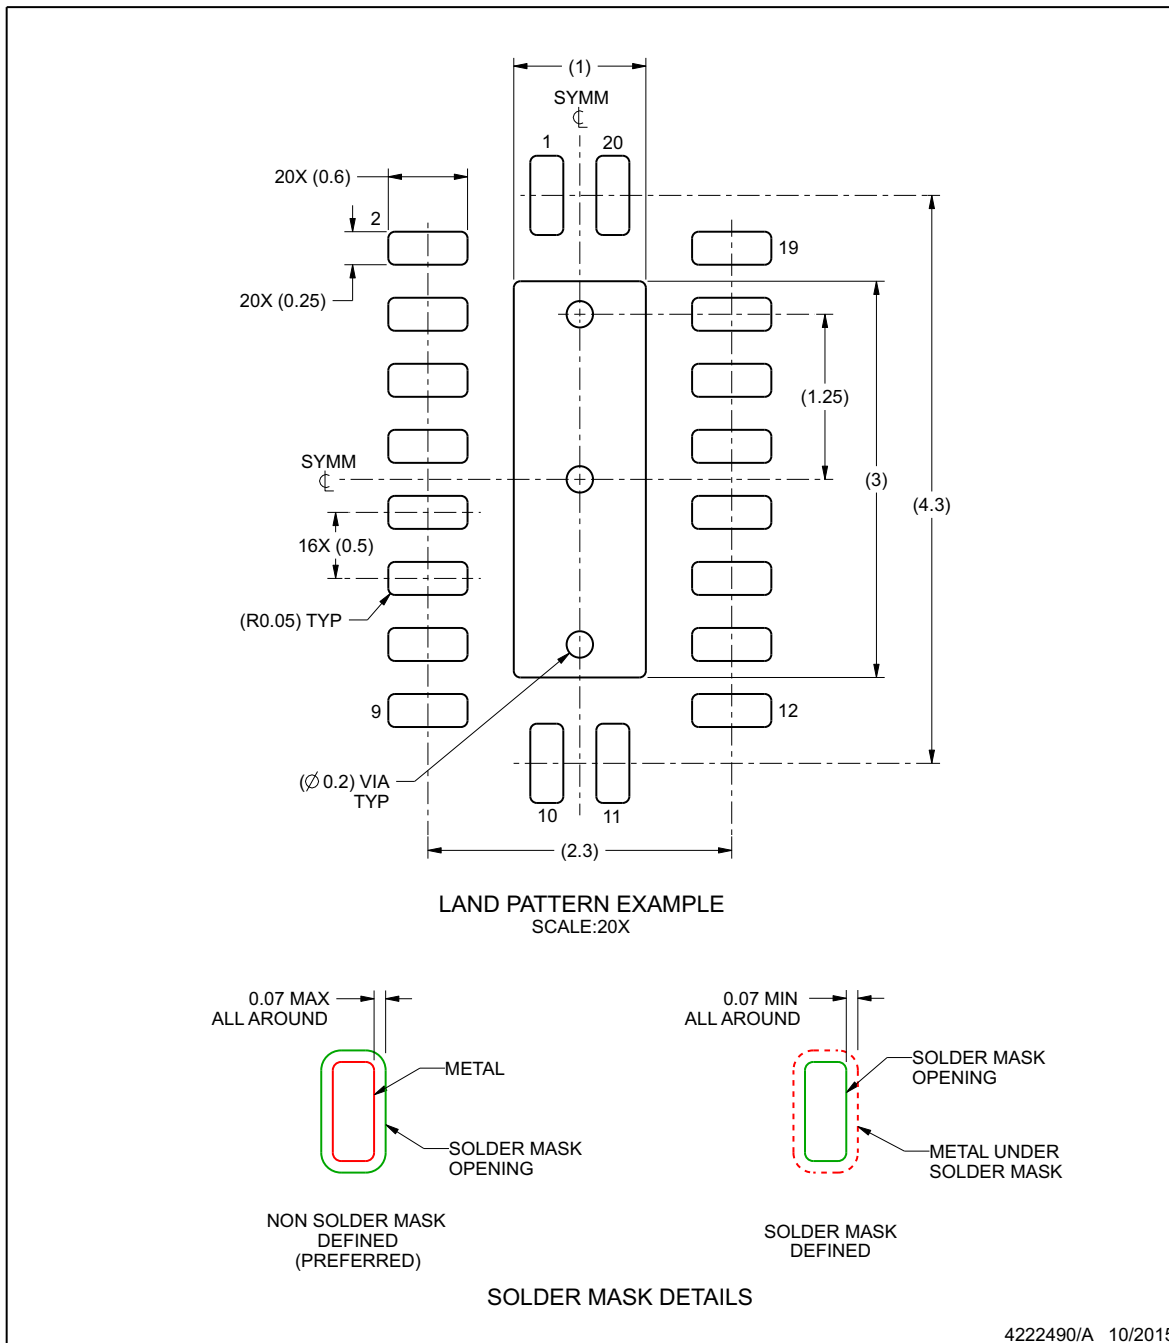 (1)
SYMM
1
20
20X (0.6)
2
19
20X (0.25)
(1.25)
SYMM
(3)
(4.3)
16X (0.5)
(R0.05) TYP
9
12
(Ø 0.2) VIA
TYP
10
11
(2.3)
LAND PATTERN EXAMPLE
SCALE:20X
0.07 MAX
ALL AROUND
METAL
SOLDER MASK
OPENING
NON SOLDER MASK
DEFINED
(PREFERRED)
0.07 MIN
ALL AROUND
SOLDER MASK
OPENING
METAL UNDER
SOLDER MASK
SOLDER MASK
DEFINED
SOLDER MASK DETAILS
4222490/A 10/2015